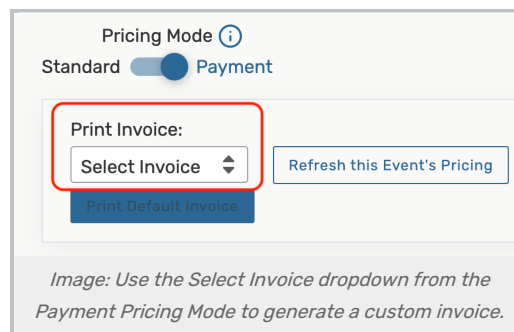 Pricing Mode
Standard Payment
Print Invoice:
Select Invoice
Refresh this Event's Pricing
Print Default Invoice
Image: Use the Select Invoice dropdown from the
Payment Pricing Mode to generate a custom invoice.